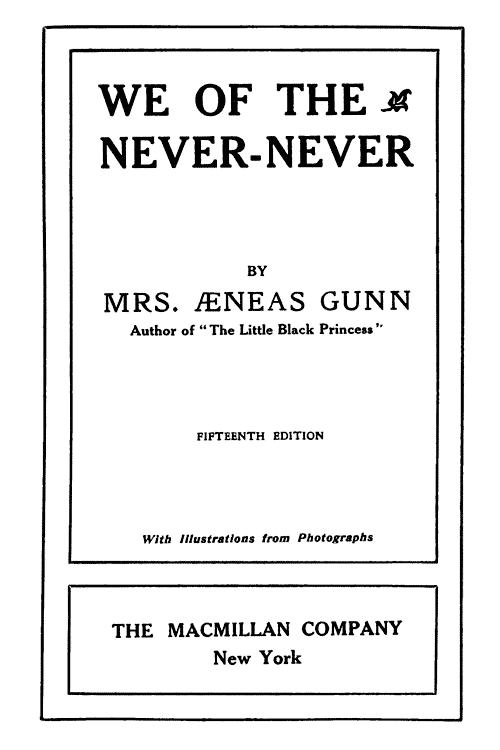 WE OF THE
NEVER-NEVER
BY
MRS. ÆNEAS GUNN
Author of "The Little Black Princess"
FIFTEENTH EDITION
With Illustrations from Photographs
THE MACMILLAN COMPANY
New York